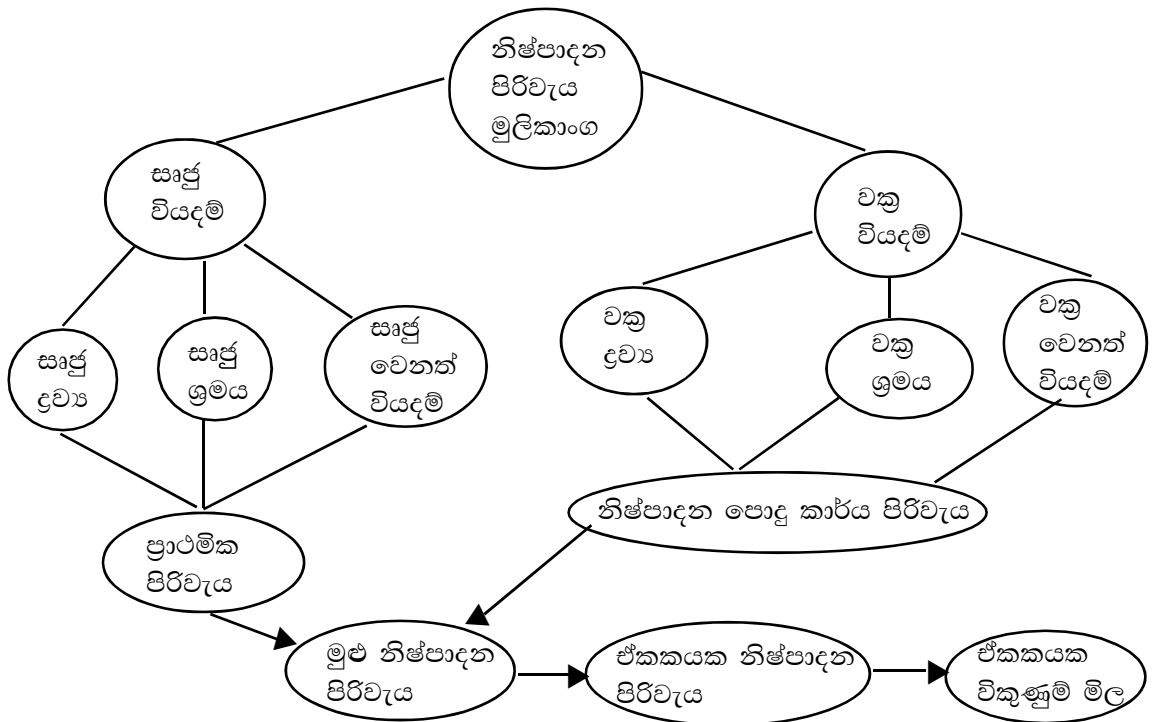 නිෂ්පාදන
පිරිවැය
මූලිකාංග
සෘජු
වියදම්
වක්‍ර
වියදම්
සෘජු
ද්‍රව්‍ය
සෘජු
ශ්‍රමය
සෘජු
වෙනත්
වියදම්
වක්‍ර
ද්‍රව්‍ය
වක්‍ර
ශ්‍රමය
වක්‍ර
වෙනත්
වියදම්
ප්‍රාථමික
පිරිවැය
නිෂ්පාදන පොදු කාර්ය පිරිවැය
මුළු නිෂ්පාදන
පිරිවැය
ඒකකයක නිෂ්පාදන
පිරිවැය
ඒකකයක
විකුණුම් මිල